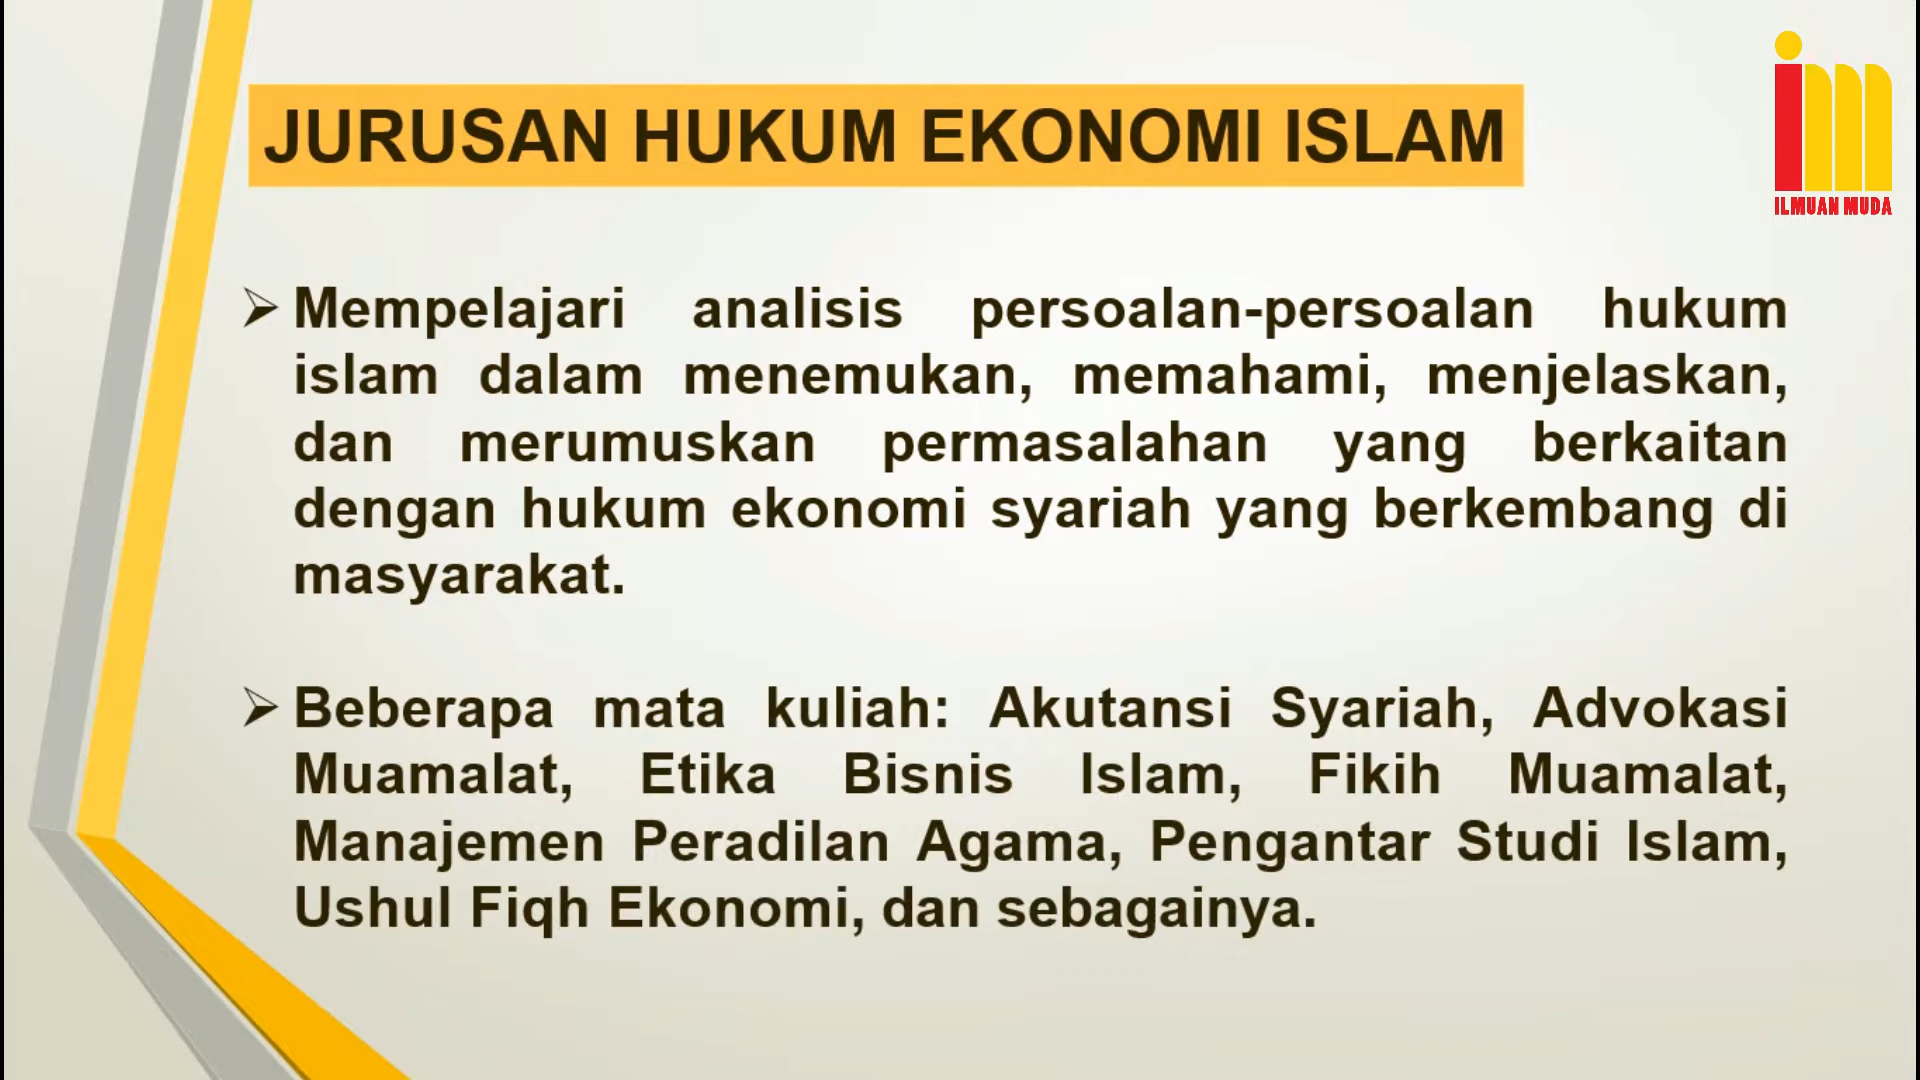 JURUSAN HUKUM EKONOMI ISLAM
ILMUAN MUDA
Mempelajari analisis persoalan-persoalan hukum
islam dalam menemukan, memahami, menjelaskan,
dan merumuskan permasalahan yang berkaitan
dengan hukum ekonomi syariah yang berkembang di
masyarakat.
Beberapa mata kuliah: Akutansi Syariah, Advokasi
Muamalat, Etika Bisnis Islam, Fikih Muamalat,
Manajemen Peradilan Agama, Pengantar Studi Islam,
Ushul Fiqh Ekonomi, dan sebagainya.